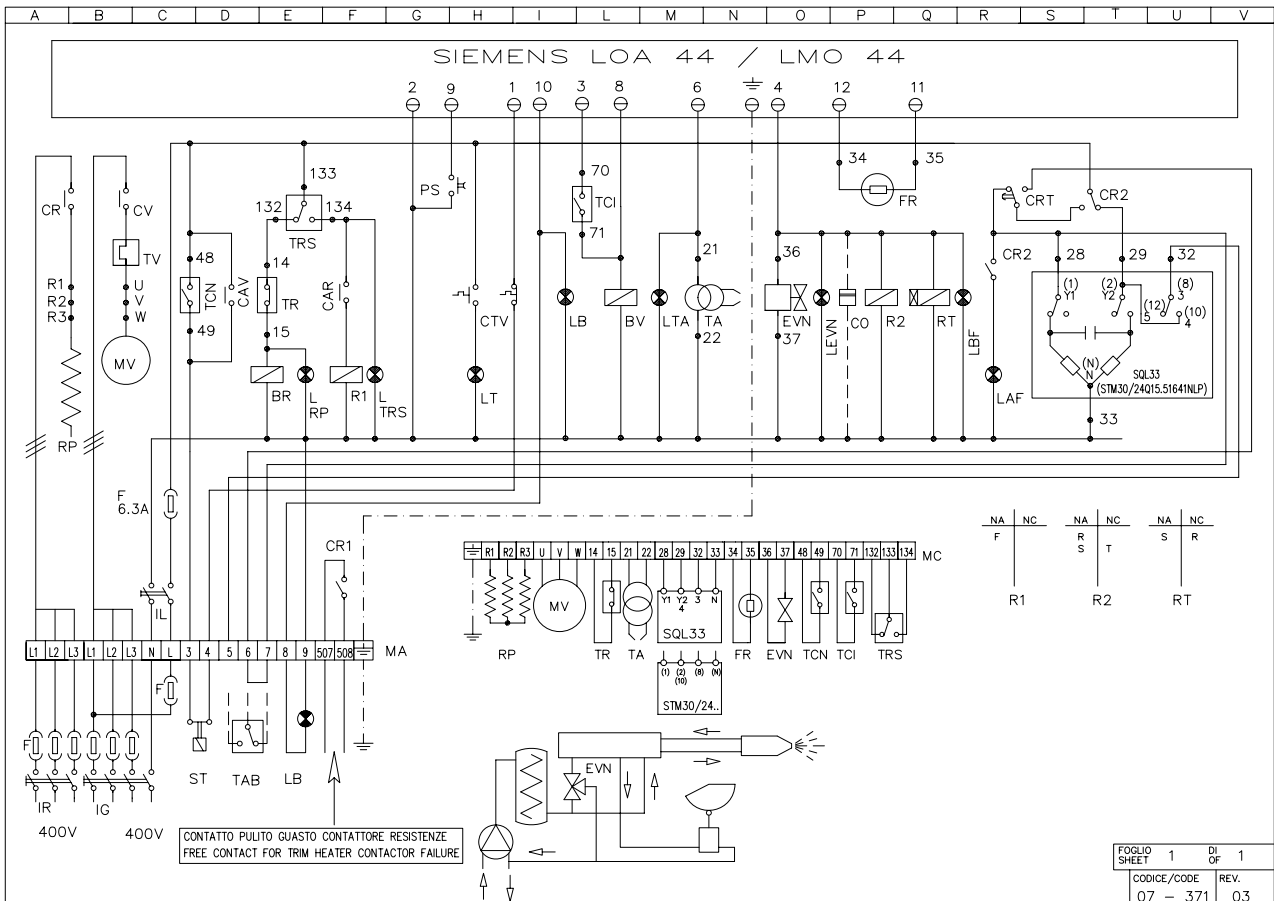 A B C D E F G H I L M N O P Q R S T U V
SIEMENS LOA 44 / LMO 44
2 9 1 10 3 8 6 4 12 11
133
70
34 35
PS
CR CV
132 134
TCI
FR
CRT CR2
TRS
71
TV
48
14
21
36
CR2
28 29 32
R1 U
R2 V
R3 W
TCN CAV
TR
CAR
CTV
LB BV LTA TA
EVN LEVN CO R2 RT LBF
(1) (2) (8)
Y1 Y2 3
(12) (10)
5 4
49
15
22
37
MV
BR
L
RP
R1
L
TRS
LT
LAF
(N)
N
SQL33
(STM30/24Q15.51641NLP)
33
RP
F
6.3A
CR1
IL
NA NC NA NC NA NC
F R T S R
S
R1 R2 RT
R1 R2 R3 U V W 14 15 21 22 28 29 32 33 34 35 36 37 48 49 70 71 132 133 134 MC
MV
Y1 Y2 3 N
4
SQL33
RP TR TA FR EVN TCN TCI TRS
(1) (2) (8) (N)
(10)
STM30/24..
L1 L2 L3 L1 L2 L3 N L 3 4 5 6 7 8 9 507 508 MA
F
F
ST TAB LB
IR IG
400V 400V
EVN
CONTATTO PULITO GUASTO CONTATTORE RESISTENZE
FREE CONTACT FOR TRIM HEATER CONTACTOR FAILURE
FOGLIO 1 DI 1
SHEET OF
CODICE/CODE REV.
07 - 371 03